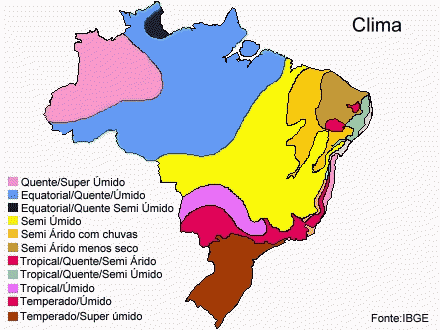 Clima
Quente/Super Úmido
Equatorial/Quente/Úmido
Equatorial/Quente Semi Úmido
Semi Úmido
Semi Árido com chuvas
Semi Árido menos seco
Tropical/Quente/Semi Árido
Tropical/Quente/Semi Úmido
Tropical/Úmido
Temperado/Úmido
Temperado/Super úmido
Fonte:IBGE